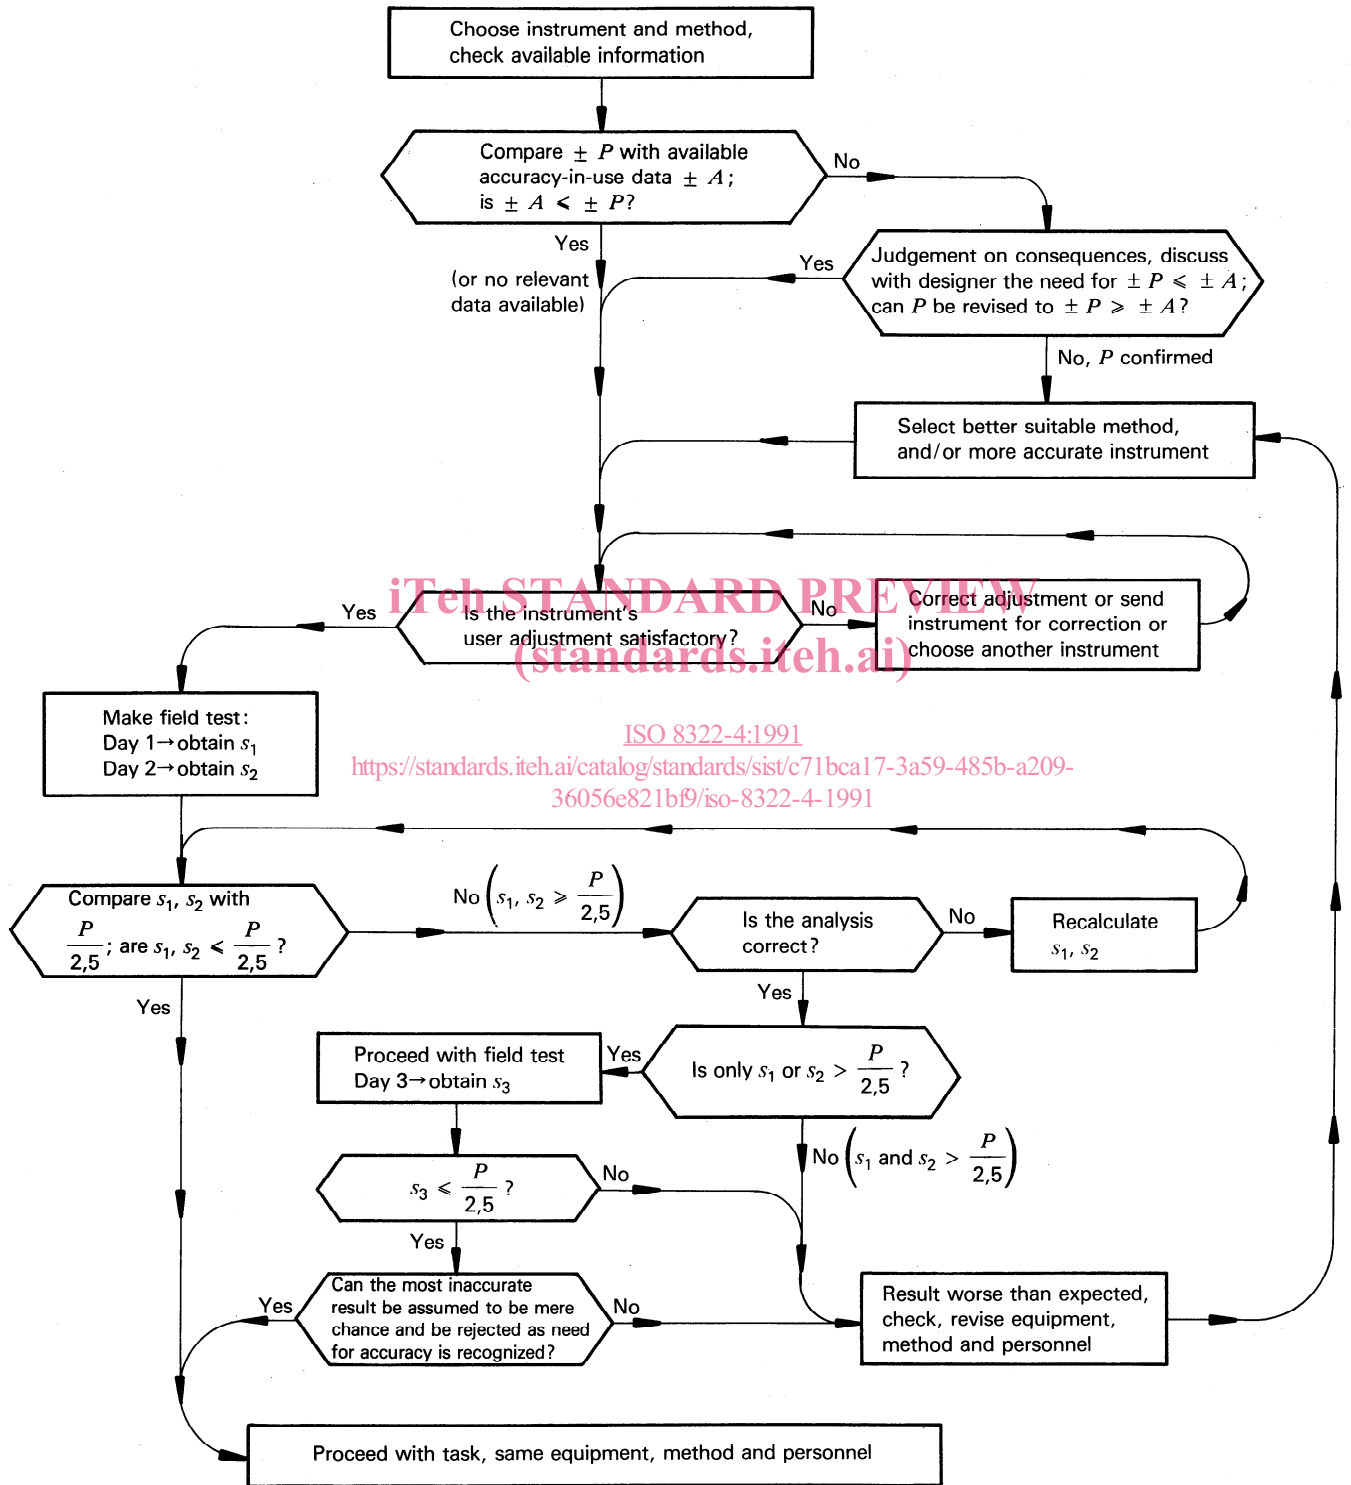 Choose instrument and method,
check available information
Compare ± P with available
accuracy-in-use data ± A;
is ± A ⩽ ± P?
No
Yes
(or no relevant
data available)
Yes
Judgement on consequences, discuss
with designer the need for ± P ⩽ ± A;
can P be revised to ± P ⩾ ± A?
No, P confirmed
Select better suitable method,
and/or more accurate instrument
iTeh STANDARD PREVIEW
(standards.iteh.ai)
Yes
Is the instrument's
user adjustment satisfactory?
No
Correct adjustment or send
instrument for correction or
choose another instrument
Make field test:
Day 1→obtain s₁
Day 2→obtain s₂
ISO 8322-4:1991
https://standards.iteh.ai/catalog/standards/sist/c71bca17-3a59-485b-a209-
36056e821bf9/iso-8322-4-1991
Compare s₁, s₂ with
P/2,5; are s₁, s₂ ⩽ P/2,5 ?
No (s₁, s₂ ⩾ P/2,5)
Is the analysis
correct?
No
Recalculate
s₁, s₂
Yes
Yes
Proceed with field test
Day 3→obtain s₃
Yes
Is only s₁ or s₂ > P/2,5 ?
No (s₁ and s₂ > P/2,5)
s₃ ⩽ P/2,5 ?
No
Yes
Yes
Can the most inaccurate
result be assumed to be mere
chance and be rejected as need
for accuracy is recognized?
No
Result worse than expected,
check, revise equipment,
method and personnel
Proceed with task, same equipment, method and personnel